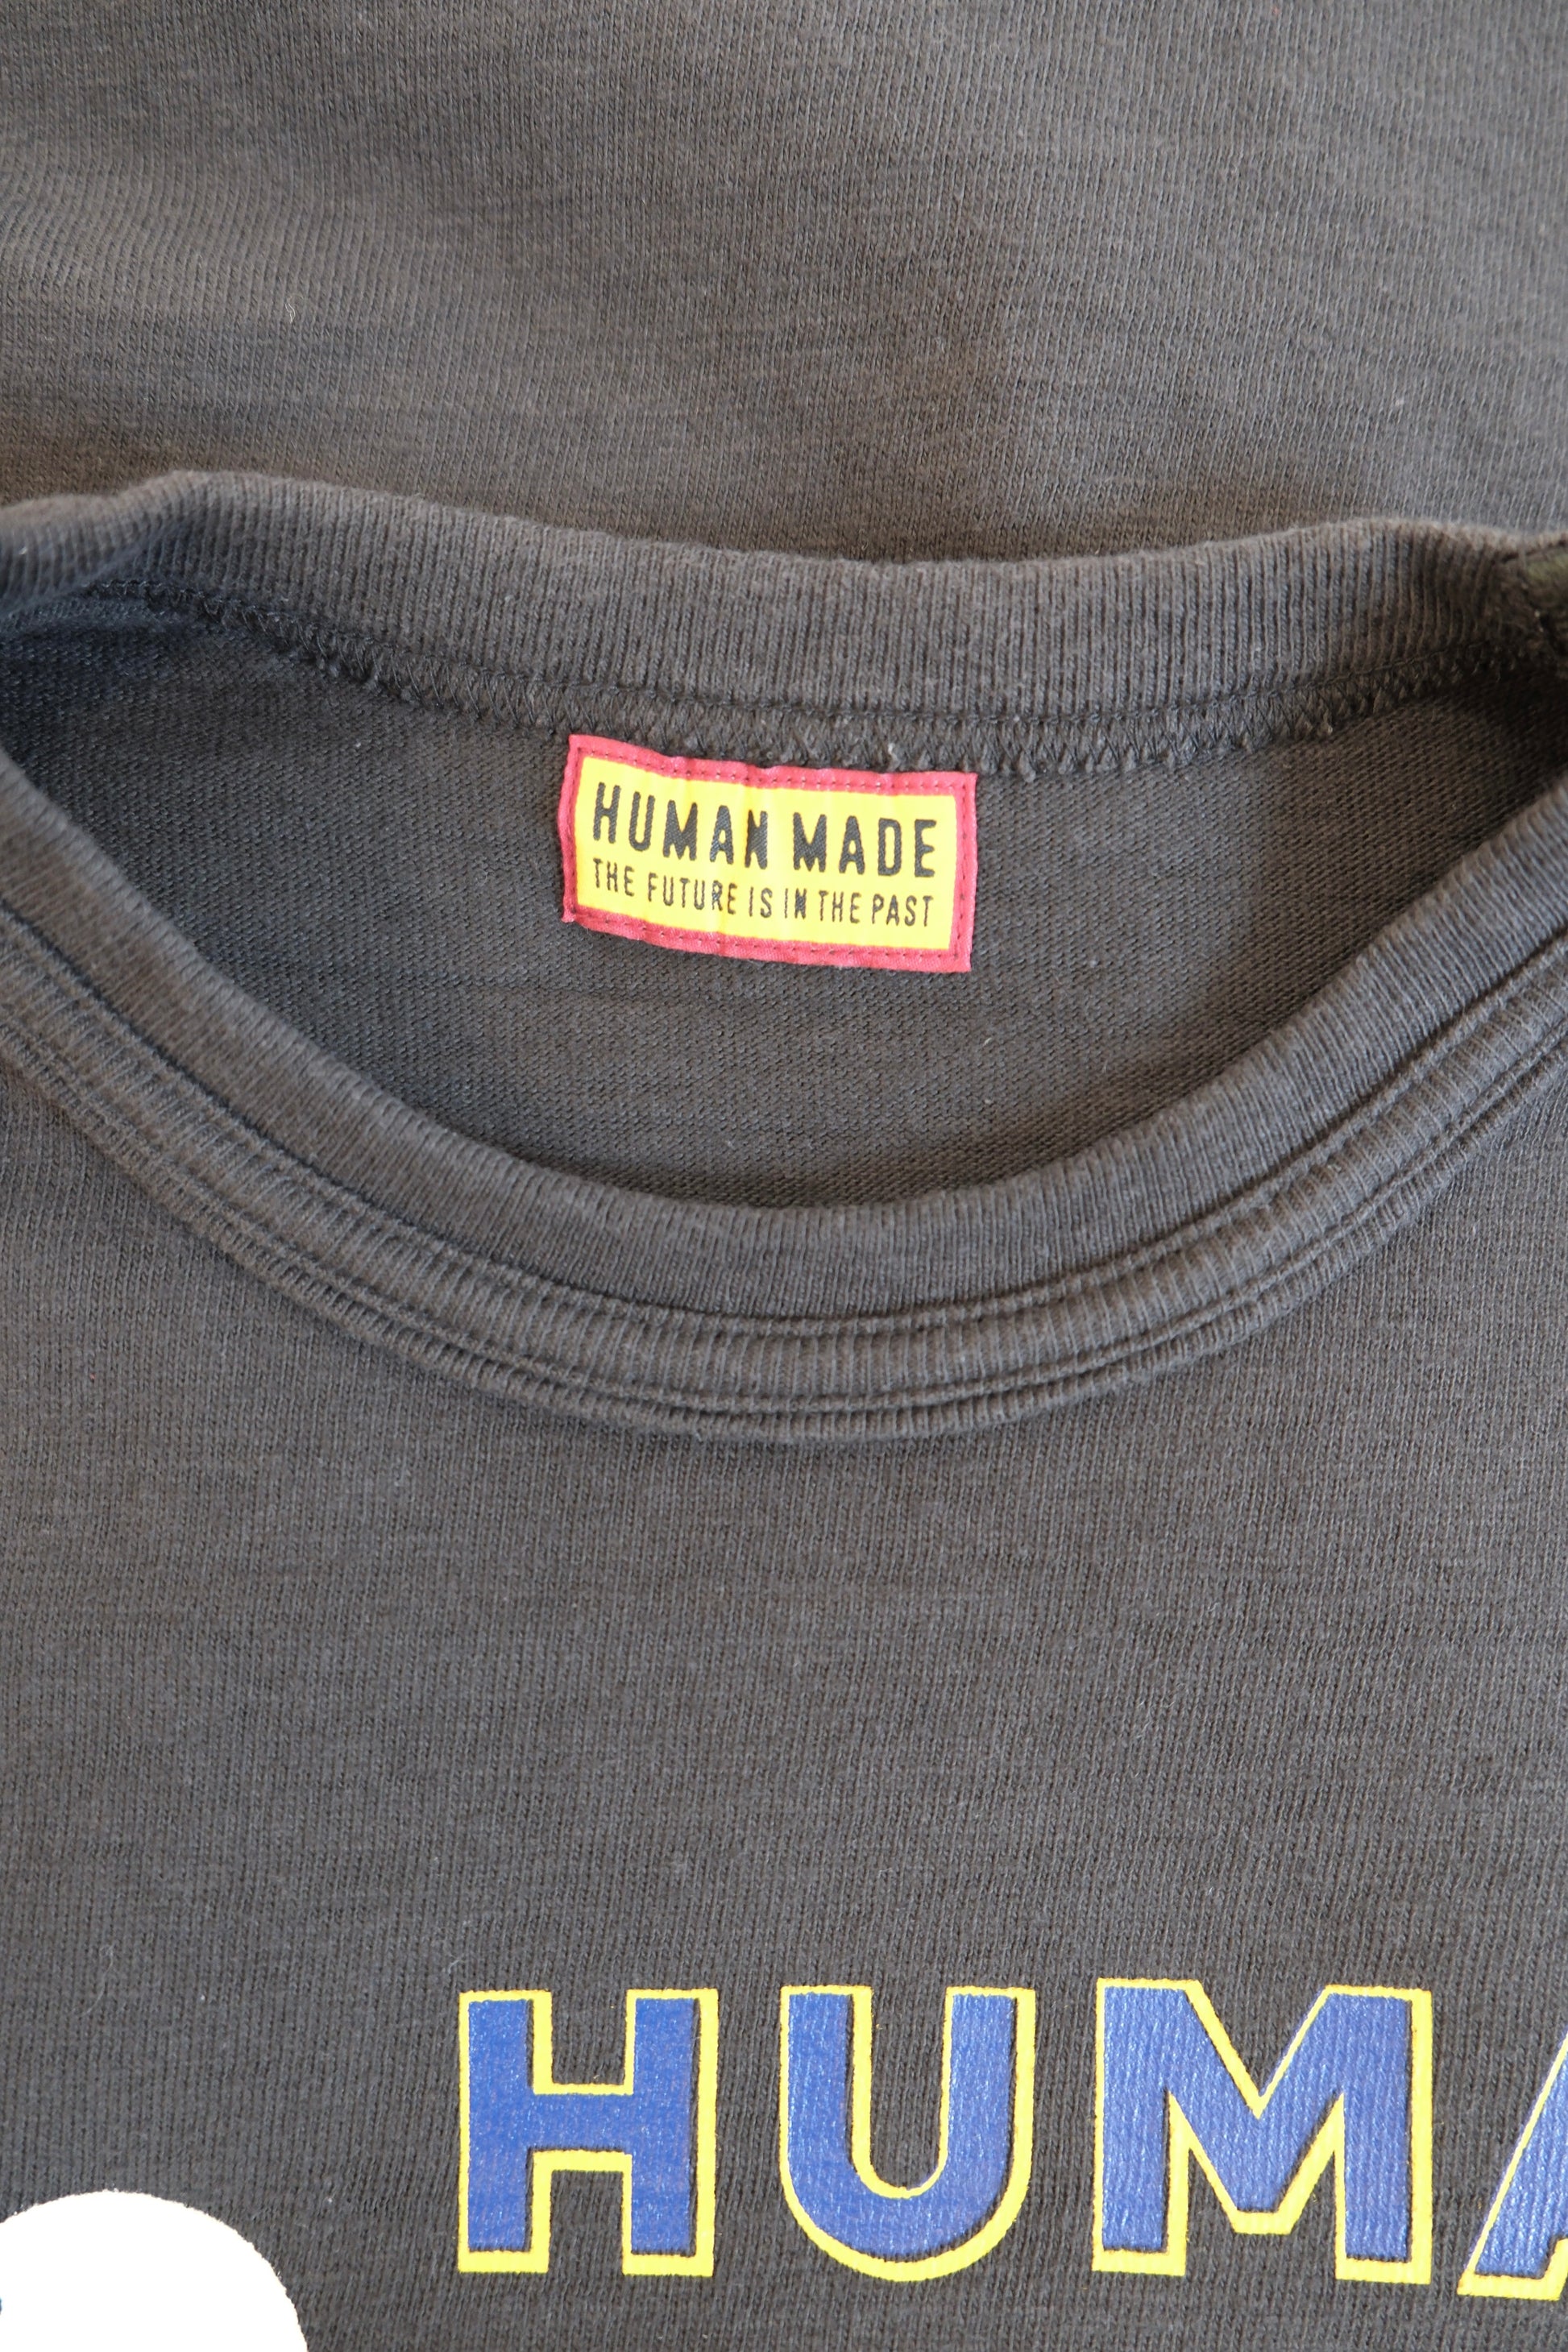 HUMAN MADE
THE FUTURE IS IN THE PAST
HUMA